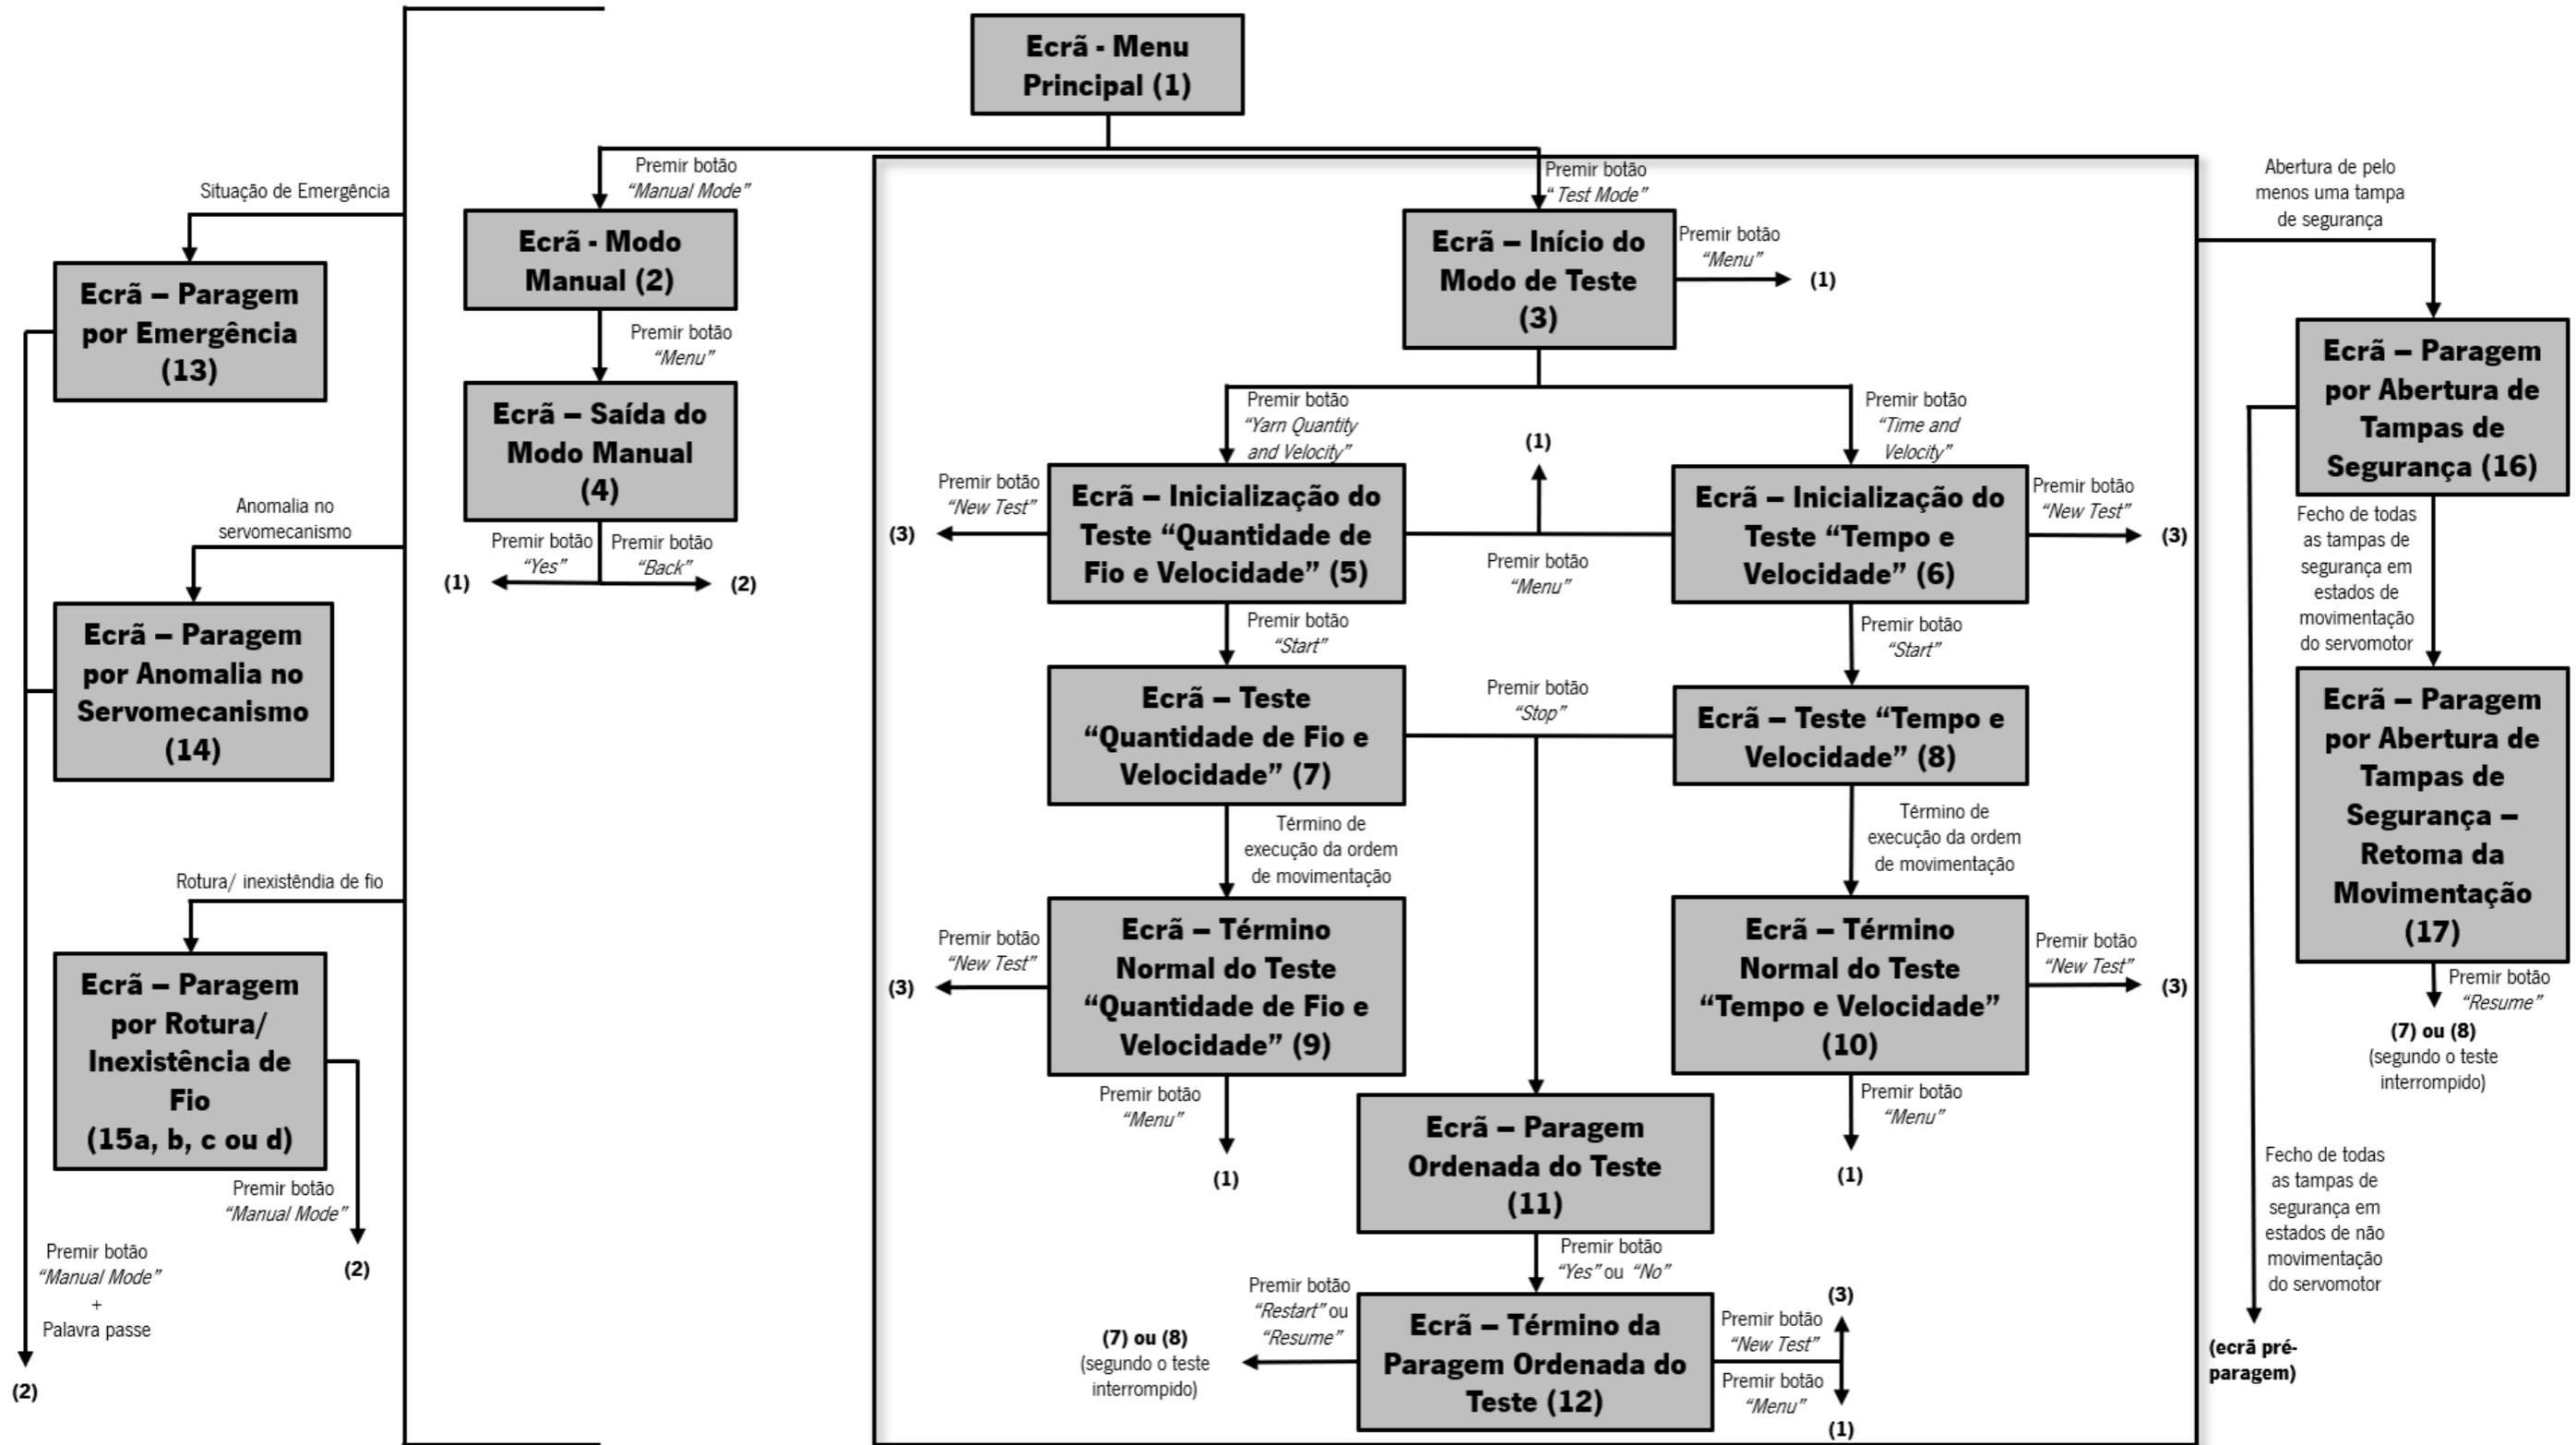 Ecrã - Menu
Principal (1)
Premir botão
“Manual Mode”
Premir botão
“ Test Mode”
Situação de Emergência
Ecrã – Paragem
por Emergência
(13)
Anomalia no
servomecanismo
Ecrã – Paragem
por Anomalia no
Servomecanismo
(14)
Rotura/ inexistêndia de fio
Ecrã – Paragem
por Rotura/
Inexistência de
Fio
(15a, b, c ou d)
Premir botão
“Manual Mode”
(2)
Premir botão
“Manual Mode”
+
Palavra passe
(2)
Ecrã - Modo
Manual (2)
Premir botão
“Menu”
Ecrã – Saída do
Modo Manual
(4)
Premir botão
“Yes”
Premir botão
“Back”
(1)
(2)
Ecrã – Início do
Modo de Teste
(3)
Premir botão
“Menu”
(1)
Premir botão
“Yarn Quantity
and Velocity”
Premir botão
“Time and
Velocity”
(1)
Premir botão
“New Test”
(3)
Ecrã – Inicialização do
Teste “Quantidade de
Fio e Velocidade” (5)
Premir botão
“Menu”
Ecrã – Inicialização do
Teste “Tempo e
Velocidade” (6)
Premir botão
“New Test”
(3)
Premir botão
“Start”
Premir botão
“Start”
Ecrã – Teste
“Quantidade de Fio e
Velocidade” (7)
Premir botão
“Stop”
Ecrã – Teste “Tempo e
Velocidade” (8)
Término de
execução da ordem
de movimentação
Término de
execução da ordem
de movimentação
Premir botão
“New Test”
(3)
Ecrã – Término
Normal do Teste
“Quantidade de Fio e
Velocidade” (9)
Ecrã – Término
Normal do Teste
“Tempo e Velocidade”
(10)
Premir botão
“New Test”
(3)
Premir botão
“Menu”
(1)
Premir botão
“Menu”
(1)
Ecrã – Paragem
Ordenada do Teste
(11)
Premir botão
“Yes” ou “No”
Premir botão
“Restart” ou
“Resume”
(7) ou (8)
(segundo o teste
interrompido)
Ecrã – Término da
Paragem Ordenada do
Teste (12)
(3)
Premir botão
“New Test”
Premir botão
“Menu”
(1)
Abertura de pelo
menos uma tampa
de segurança
Ecrã – Paragem
por Abertura de
Tampas de
Segurança (16)
Fecho de todas
as tampas de
segurança em
estados de
movimentação
do servomotor
Ecrã – Paragem
por Abertura de
Tampas de
Segurança –
Retoma da
Movimentação
(17)
Premir botão
“Resume”
(7) ou (8)
(segundo o teste
interrompido)
Fecho de todas
as tampas de
segurança em
estados de não
movimentação
do servomotor
(ecrã pré-
paragem)